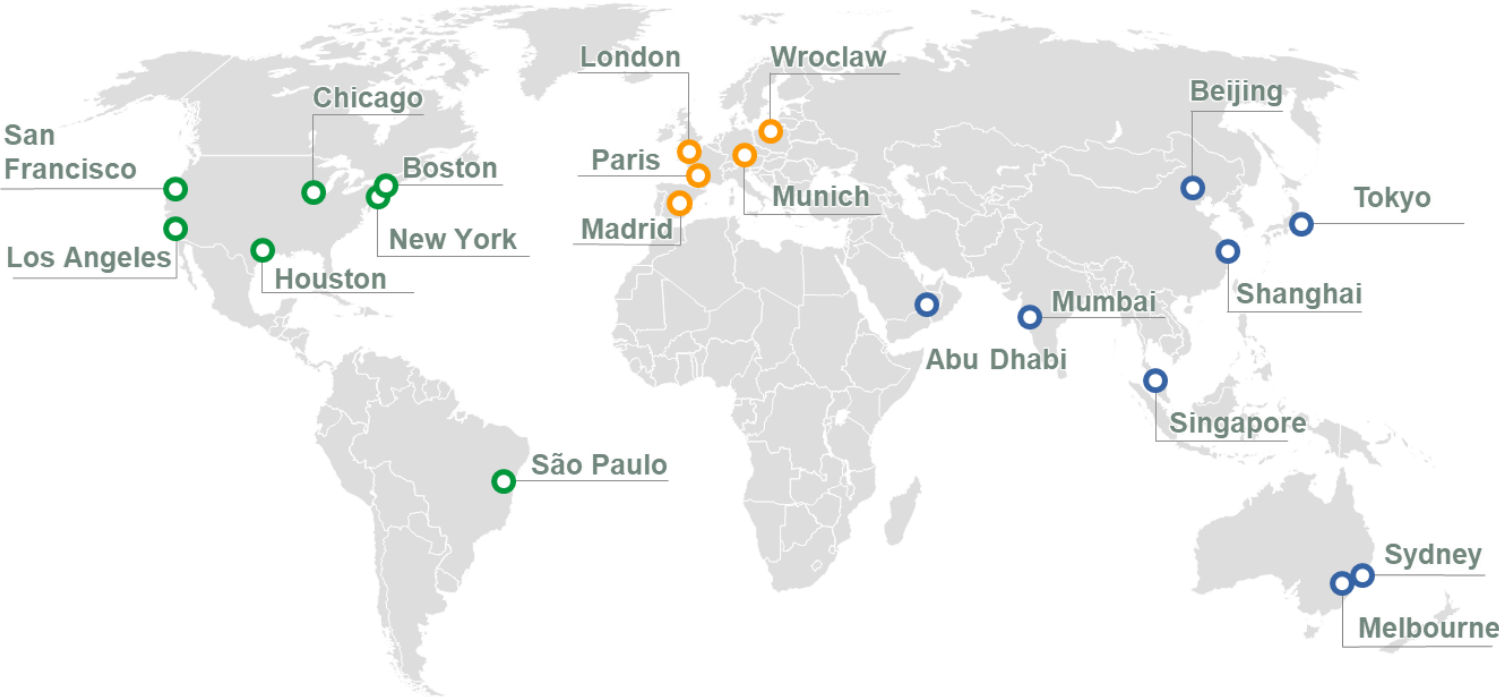 London
Wroclaw
Chicago
Beijing
San
Francisco
Boston
Paris
Munich
Tokyo
Madrid
New York
Los Angeles
Houston
Shanghai
Mumbai
Abu Dhabi
Singapore
São Paulo
Sydney
Melbourne